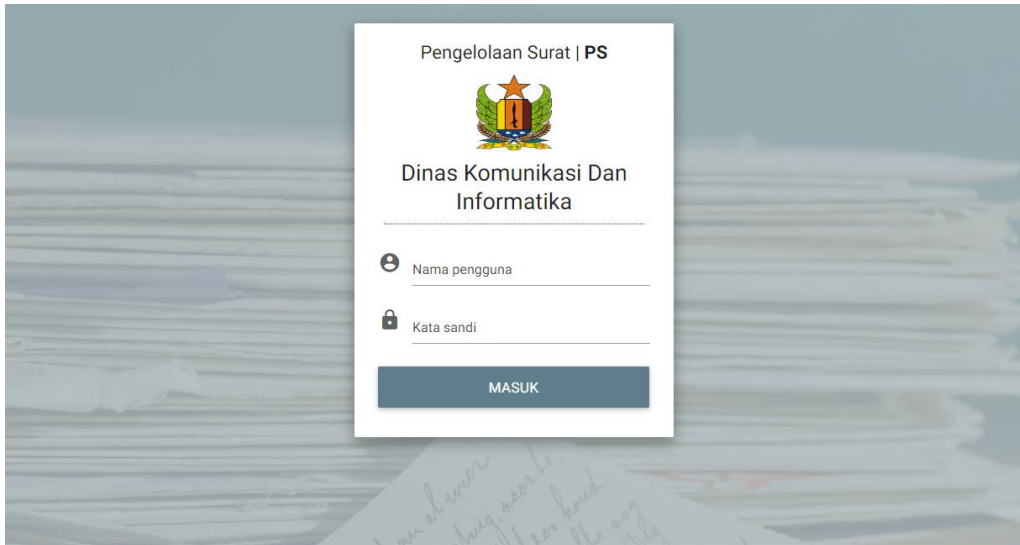 Pengelolaan Surat | PS
Dinas Komunikasi Dan
Informatika
Nama pengguna
Kata sandi
MASUK